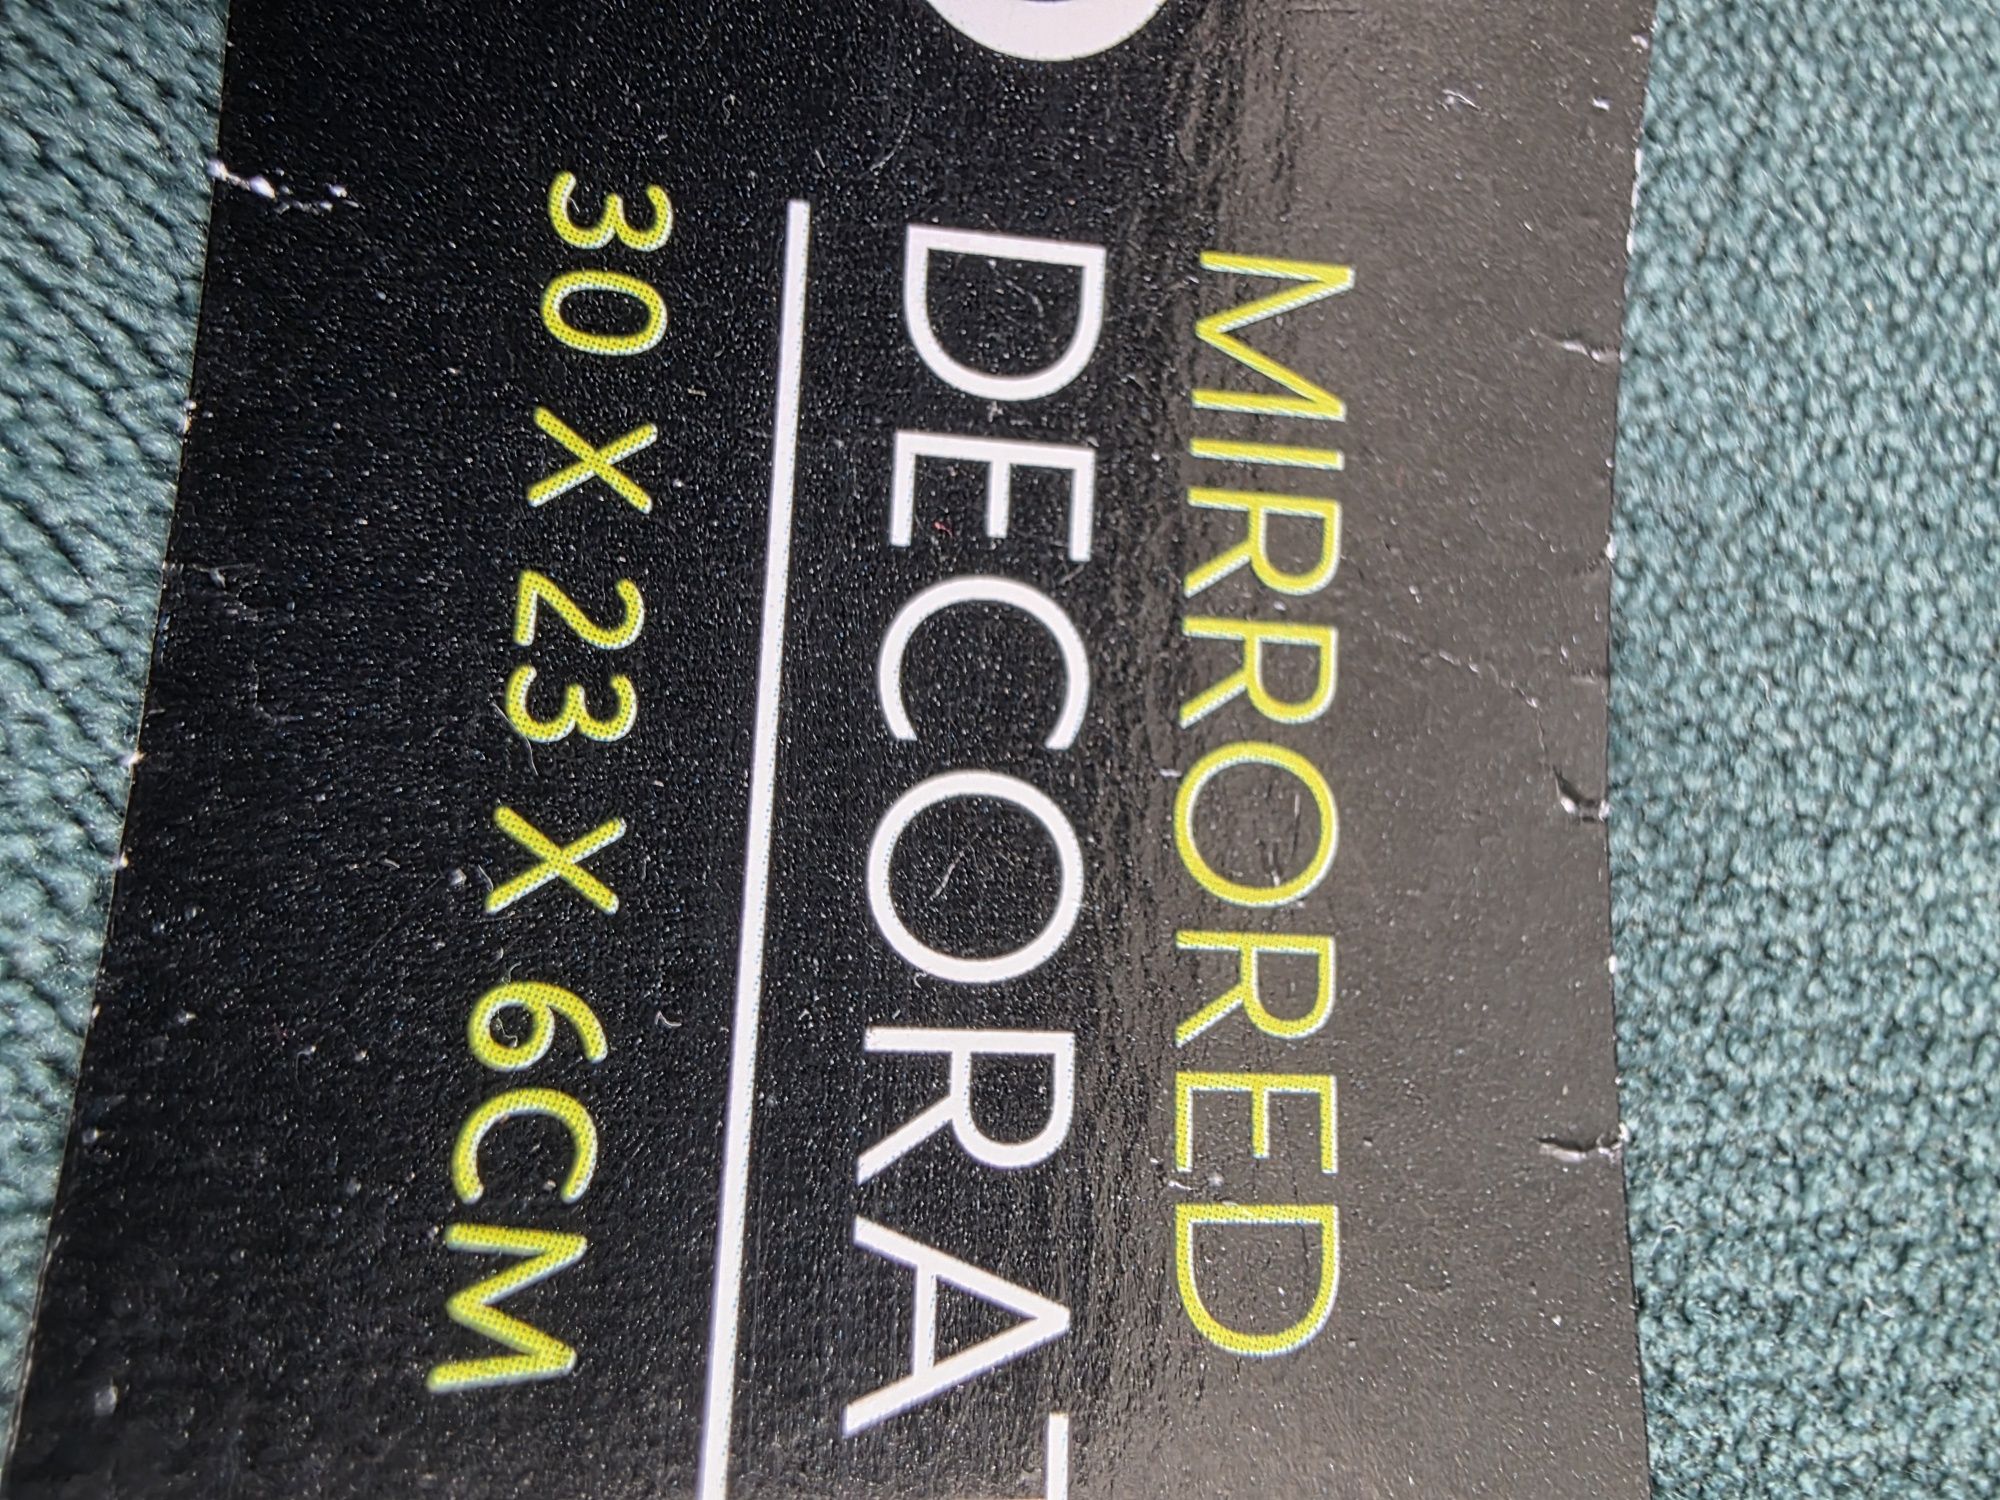 MIRRORED
DECORAT
30 X 23 X 6CM